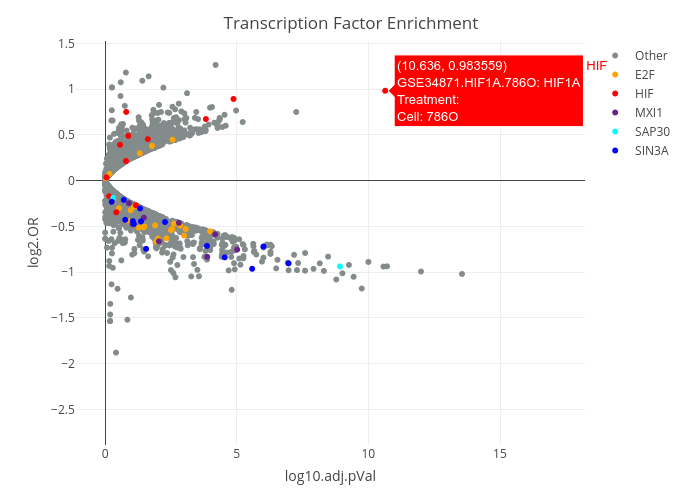 Transcription Factor Enrichment
1.5
1
0.5
0
−0.5
−1
−1.5
−2
−2.5
log2.OR
0
5
10
15
log10.adj.pVal
(10.636, 0.983559)
GSE34871.HIF1A.786O: HIF1A
Treatment:
Cell: 786O
HIF
Other
E2F
HIF
MXI1
SAP30
SIN3A